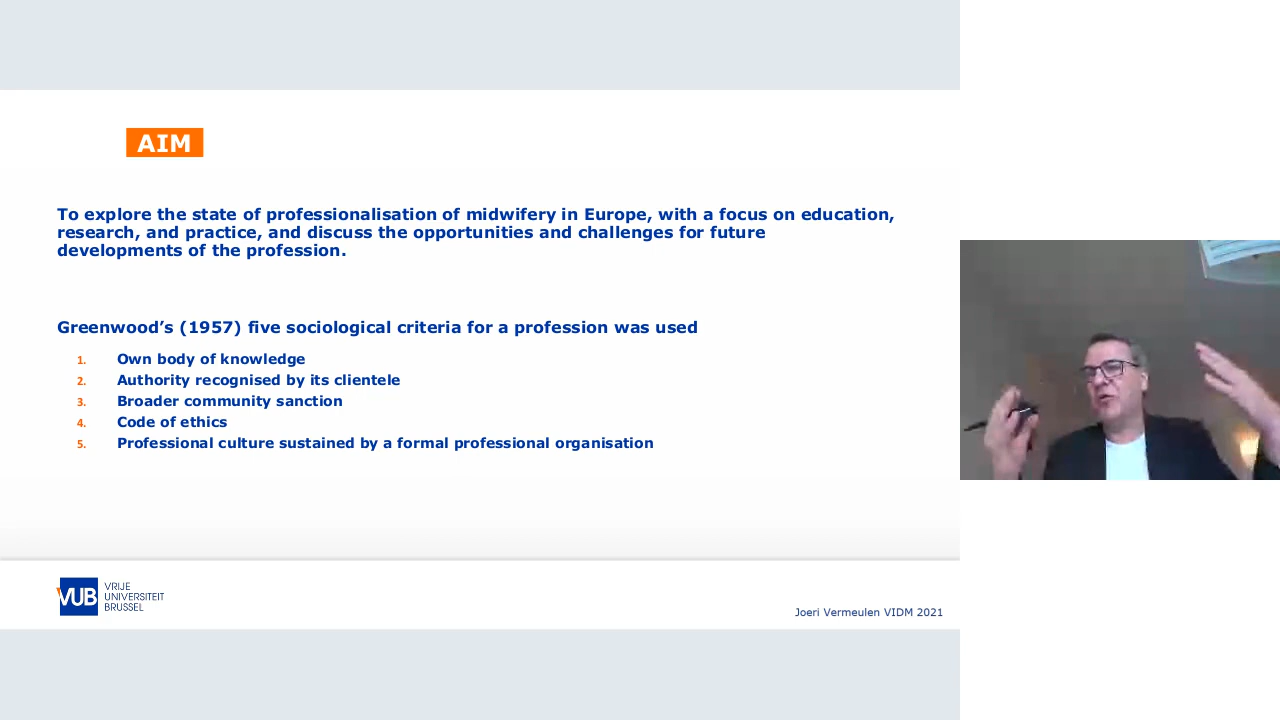 AIM
To explore the state of professionalisation of midwifery in Europe, with a focus on education,
research, and practice, and discuss the opportunities and challenges for future
developments of the profession.
Greenwood’s (1957) five sociological criteria for a profession was used
1. Own body of knowledge
2. Authority recognised by its clientele
3. Broader community sanction
4. Code of ethics
5. Professional culture sustained by a formal professional organisation
VUB
VRIJE
UNIVERSITEIT
BRUSSEL
Joeri Vermeulen VIDM 2021